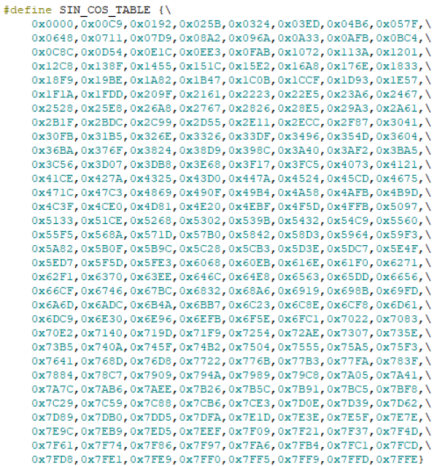 #define SIN_COS_TABLE {\
0x0000,0x00C9,0x0192,0x025B,0x0324,0x03ED,0x04B6,0x057F,\
0x0648,0x0711,0x07D9,0x08A2,0x096A,0x0A33,0x0AFB,0x0BC4,\
0x0C8C,0x0D54,0x0E1C,0x0EE3,0x0FAB,0x1072,0x113A,0x1201,\
0x12C8,0x138F,0x1455,0x151C,0x15E2,0x16A8,0x176E,0x1833,\
0x18F9,0x19BE,0x1A82,0x1B47,0x1C0B,0x1CCF,0x1D93,0x1E57,\
0x1F1A,0x1FDD,0x209F,0x2161,0x2223,0x22E5,0x23A6,0x2467,\
0x2528,0x25E8,0x26A8,0x2767,0x2826,0x28E5,0x29A3,0x2A61,\
0x2B1F,0x2BDC,0x2C99,0x2D55,0x2E11,0x2ECC,0x2F87,0x3041,\
0x30FB,0x31B5,0x326E,0x3326,0x33DF,0x3496,0x354D,0x3604,\
0x36BA,0x376F,0x3824,0x38D9,0x398C,0x3A40,0x3AF2,0x3BA5,\
0x3C56,0x3D07,0x3DB8,0x3E68,0x3F17,0x3FC5,0x4073,0x4121,\
0x41CE,0x427A,0x4325,0x43D0,0x447A,0x4524,0x45CD,0x4675,\
0x471C,0x47C3,0x4869,0x490F,0x49B4,0x4A58,0x4AFB,0x4B9D,\
0x4C3F,0x4CE0,0x4D81,0x4E20,0x4EBF,0x4F5D,0x4FFB,0x5097,\
0x5133,0x51CE,0x5268,0x5302,0x539B,0x5432,0x54C9,0x5560,\
0x55F5,0x568A,0x571D,0x57B0,0x5842,0x58D3,0x5964,0x59F3,\
0x5A82,0x5B0F,0x5B9C,0x5C28,0x5CB3,0x5D3E,0x5DC7,0x5E4F,\
0x5ED7,0x5F5D,0x5FE3,0x6068,0x60EB,0x616E,0x61F0,0x6271,\
0x62F1,0x6370,0x63EE,0x646C,0x64E8,0x6563,0x65DD,0x6656,\
0x66CF,0x6746,0x67BC,0x6832,0x68A6,0x6919,0x698B,0x69FD,\
0x6A6D,0x6ADC,0x6B4A,0x6BB7,0x6C23,0x6C8E,0x6CF8,0x6D61,\
0x6DC9,0x6E30,0x6E96,0x6EFB,0x6F5E,0x6FC1,0x7022,0x7083,\
0x70E2,0x7140,0x719D,0x71F9,0x7254,0x72AE,0x7307,0x735E,\
0x73B5,0x740A,0x745F,0x74B2,0x7504,0x7555,0x75A5,0x75F3,\
0x7641,0x768D,0x76D8,0x7722,0x776B,0x77B3,0x77FA,0x783F,\
0x7884,0x78C7,0x7909,0x794A,0x7989,0x79C8,0x7A05,0x7A41,\
0x7A7C,0x7AB6,0x7AEE,0x7B26,0x7B5C,0x7B91,0x7BC5,0x7BF8,\
0x7C29,0x7C59,0x7C88,0x7CB6,0x7CE3,0x7D0E,0x7D39,0x7D62,\
0x7D89,0x7DB0,0x7DD5,0x7DFA,0x7E1D,0x7E3E,0x7E5F,0x7E7E,\
0x7E9C,0x7EB9,0x7ED5,0x7EEF,0x7F09,0x7F21,0x7F37,0x7F4D,\
0x7F61,0x7F74,0x7F86,0x7F97,0x7FA6,0x7FB4,0x7FC1,0x7FCD,\
0x7FD8,0x7FE1,0x7FE9,0x7FF0,0x7FF5,0x7FF9,0x7FFD,0x7FFE}